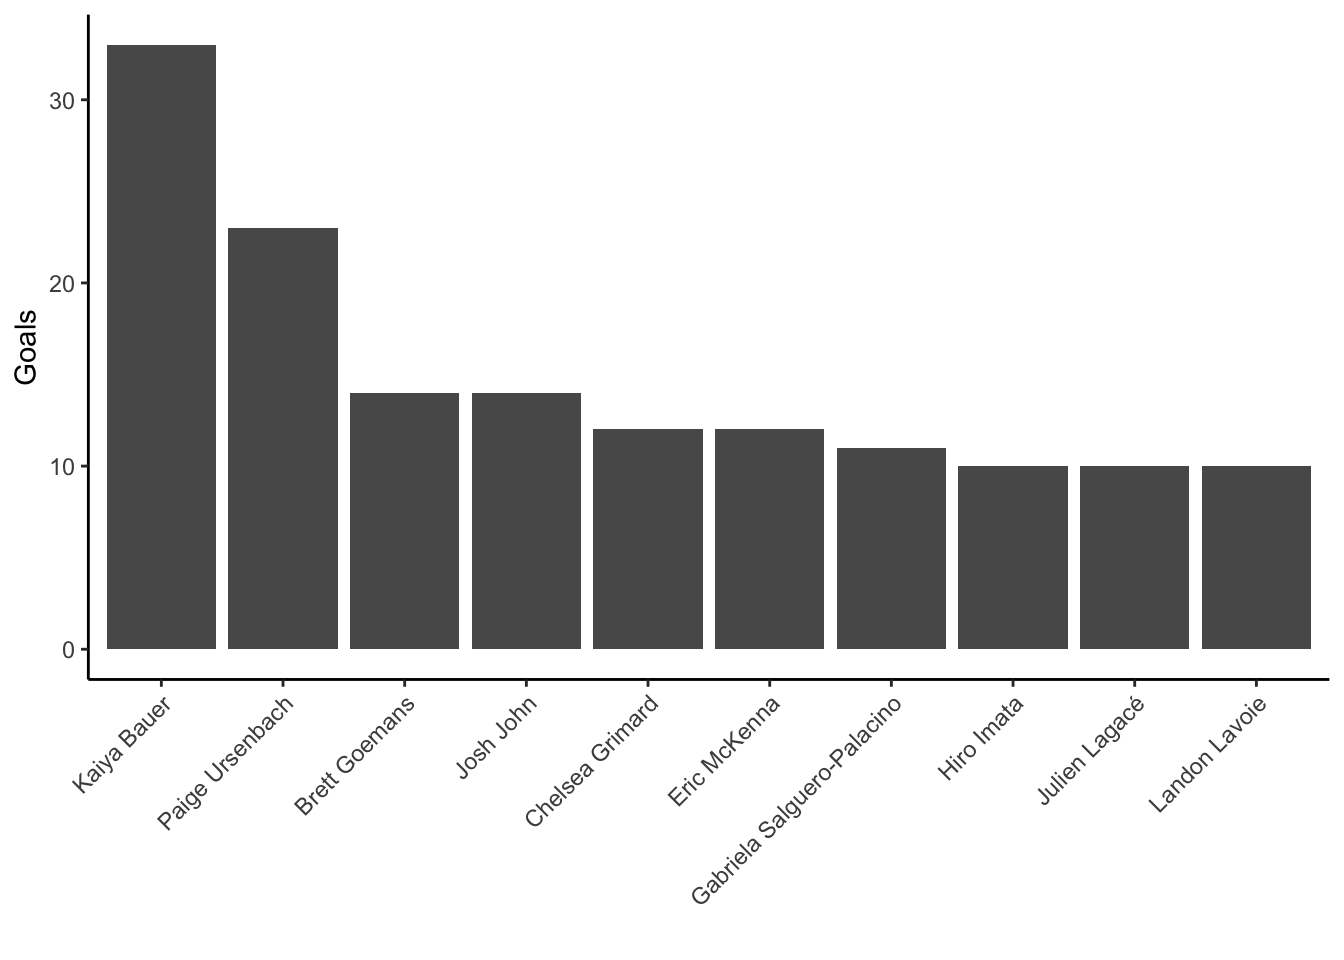 30
20
10
0
Goals
Kaiya Bauer
Paige Ursenbach
Brett Goemans
Josh John
Chelsea Grimard
Eric McKenna
Gabriela Salguero-Palacino
Hiro Imata
Julien Lagacé
Landon Lavoie